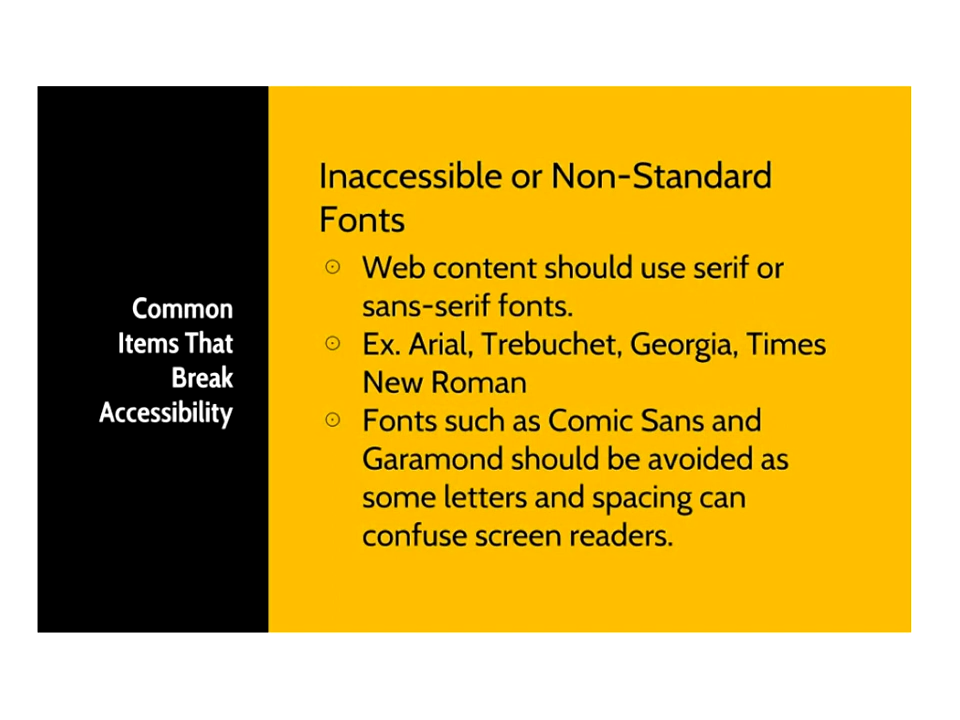 Common
Items That
Break
Accessibility
Inaccessible or Non-Standard
Fonts
Web content should use serif or
sans-serif fonts.
Ex. Arial, Trebuchet, Georgia, Times
New Roman
Fonts such as Comic Sans and
Garamond should be avoided as
some letters and spacing can
confuse screen readers.